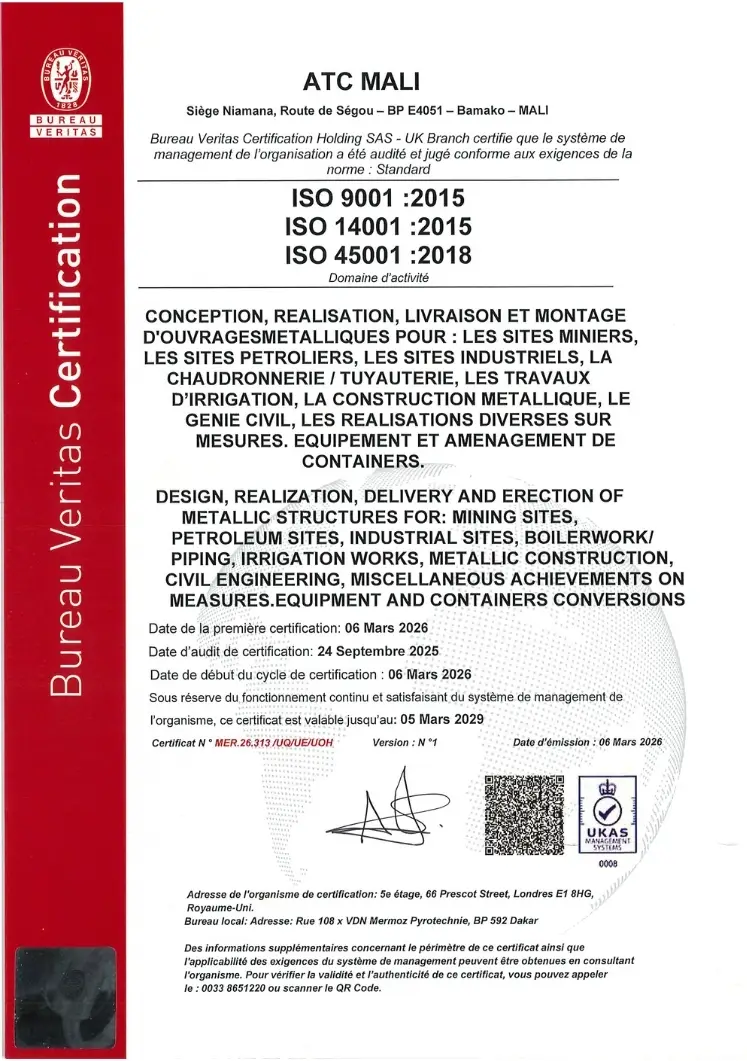 BUREAU VERITAS
1828
BUREAU
VERITAS
Bureau Veritas Certification
ATC MALI
Siège Niamana, Route de Ségou – BP E4051 – Bamako – MALI
Bureau Veritas Certification Holding SAS - UK Branch certifie que le système de
management de l'organisation a été audité et jugé conforme aux exigences de la
norme : Standard
ISO 9001 :2015
ISO 14001 :2015
ISO 45001 :2018
Domaine d'activité
CONCEPTION, REALISATION, LIVRAISON ET MONTAGE
D'OUVRAGESMETALLIQUES POUR : LES SITES MINIERS,
LES SITES PETROLIERS, LES SITES INDUSTRIELS, LA
CHAUDRONNERIE / TUYAUTERIE, LES TRAVAUX
D'IRRIGATION, LA CONSTRUCTION METALLIQUE, LE
GENIE CIVIL, LES REALISATIONS DIVERSES SUR
MESURES. EQUIPEMENT ET AMENAGEMENT DE
CONTAINERS.
DESIGN, REALIZATION, DELIVERY AND ERECTION OF
METALLIC STRUCTURES FOR: MINING SITES,
PETROLEUM SITES, INDUSTRIAL SITES, BOILERWORK/
PIPING, IRRIGATION WORKS, METALLIC CONSTRUCTION,
CIVIL ENGINEERING, MISCELLANEOUS ACHIEVEMENTS ON
MEASURES.EQUIPMENT AND CONTAINERS CONVERSIONS
Date de la première certification: 06 Mars 2026
Date d'audit de certification: 24 Septembre 2025
Date de début du cycle de certification : 06 Mars 2026
Sous réserve du fonctionnement continu et satisfaisant du système de management de
l'organisme, ce certificat est valable jusqu'au: 05 Mars 2029
Certificat N ° MER.26.313 /UQ/UE/UOH Version : N °1 Date d'émission : 06 Mars 2026
UKAS
MANAGEMENT
SYSTEMS
0008
Adresse de l'organisme de certification: 5e étage, 66 Prescot Street, Londres E1 8HG,
Royaume-Uni.
Bureau local: Adresse: Rue 108 x VDN Mermoz Pyrotechnie, BP 592 Dakar
Des informations supplémentaires concernant le périmètre de ce certificat ainsi que
l'applicabilité des exigences du système de management peuvent être obtenues en consultant
l'organisme. Pour vérifier la validité et l'authenticité de ce certificat, vous pouvez appeler
le : 0033 8651220 ou scanner le QR Code.